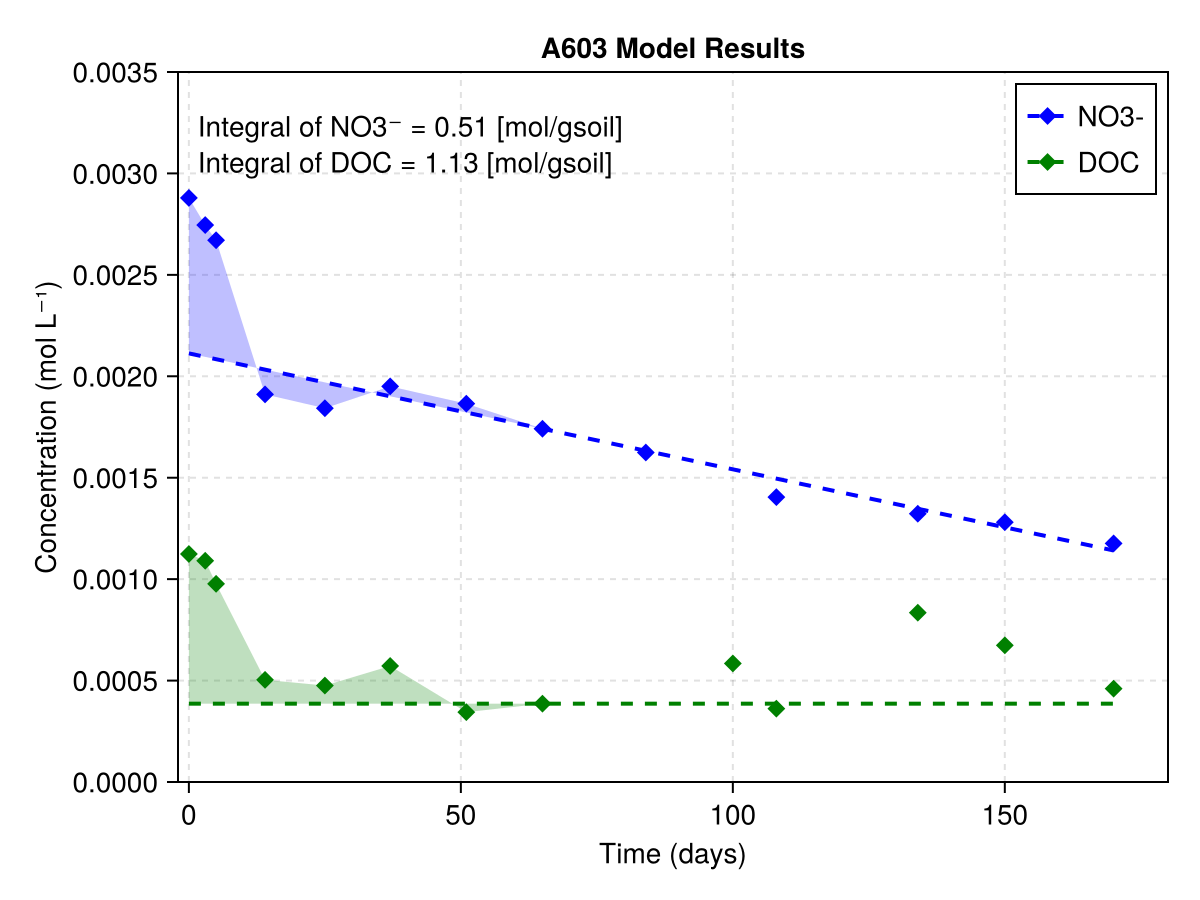 A603 Model Results
Integral of NO3⁻ = 0.51 [mol/gsoil]
Integral of DOC = 1.13 [mol/gsoil]
NO3-
DOC
Concentration (mol L⁻¹)
0.0035
0.0030
0.0025
0.0020
0.0015
0.0010
0.0005
0.0000
0
50
100
150
Time (days)